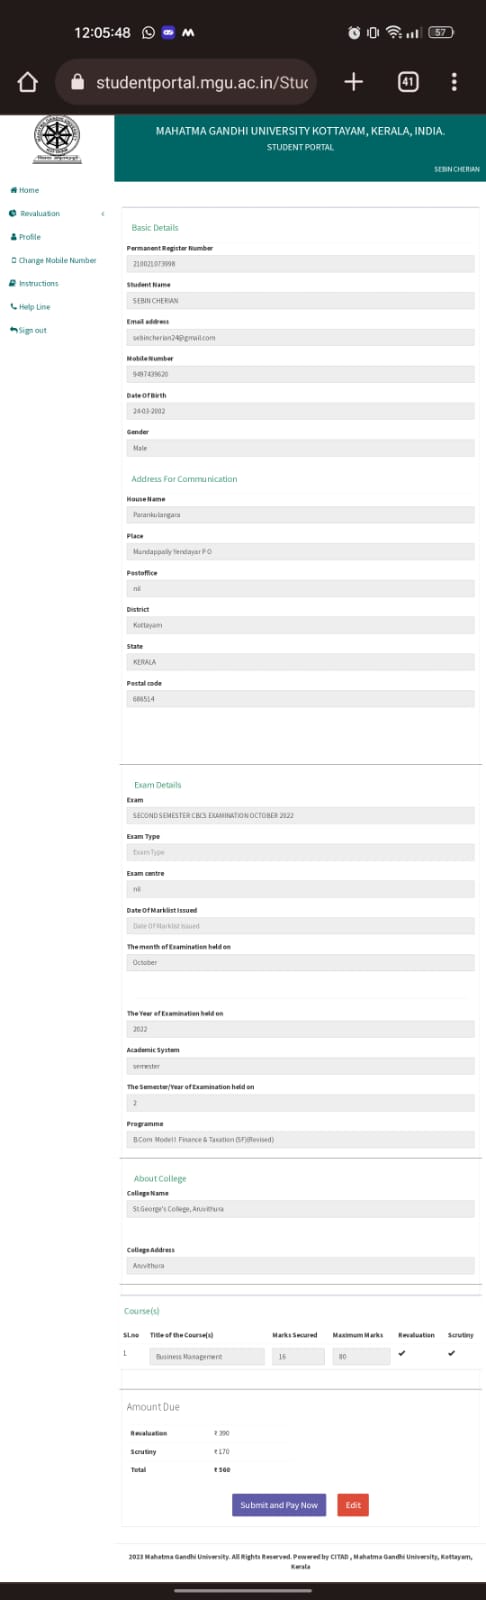 12:05:48
57
studentportal.mgu.ac.in/Stud
41
MAHATMA GANDHI UNIVERSITY KOTTAYAM, KERALA, INDIA.
STUDENT PORTAL
SEBIN CHERIAN
Home
Revaluation
Profile
Change Mobile Number
Instructions
Help Line
Sign out
Basic Details
Permanent Register Number
210021073998
Student Name
SEBIN CHERIAN
Email address
sebincherian24@gmail.com
Mobile Number
9497439620
Date Of Birth
24-03-2002
Gender
Male
Address For Communication
House Name
Parankulangara
Place
Mundappally Yendayar P O
Postoffice
nil
District
Kottayam
State
KERALA
Postal code
686514
Exam Details
Exam
SECOND SEMESTER CBCS EXAMINATION OCTOBER 2022
Exam Type
Exam Type
Exam centre
nil
Date Of Marklist Issued
Date Of Marklist Issued
The month of Examination held on
October
The Year of Examination held on
2022
Academic System
semester
The Semester/Year of Examination held on
2
Programme
B.Com Model I Finance & Taxation (SF)(Revised)
About College
College Name
St.George's College, Aruvithura
College Address
Aruvithura
Course(s)
Sl.no Title of the Course(s) Marks Secured Maximum Marks Revaluation Scrutiny
1 Business Management 16 80 ✔ ✔
Amount Due
Revaluation ₹ 390
Scrutiny ₹ 170
Total ₹ 560
Submit and Pay Now Edit
2023 Mahatma Gandhi University. All Rights Reserved. Powered by CITAD , Mahatma Gandhi University, Kottayam,
Kerala